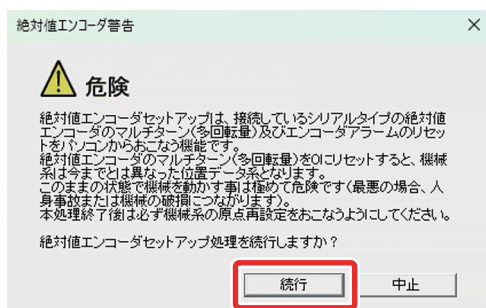 絶対値エンコーダ警告
危険
絶対値エンコーダセットアップは、接続しているシリアルタイプの絶対値
エンコーダのマルチターン(多回転量)及びエンコーダアラームのリセッ
トをパソコンからおこなう機能です。
絶対値エンコーダのマルチターン(多回転量)を0にリセットすると、機械
系は今までとは異なった位置データ系となります。
このままの状態で機械を動かす事は極めて危険です(最悪の場合、人
身事故または機械の破損につながります)。
本処理終了後は必ず機械系の原点再設定をおこなうようにしてください。
絶対値エンコーダセットアップ処理を続行しますか？
続行
中止